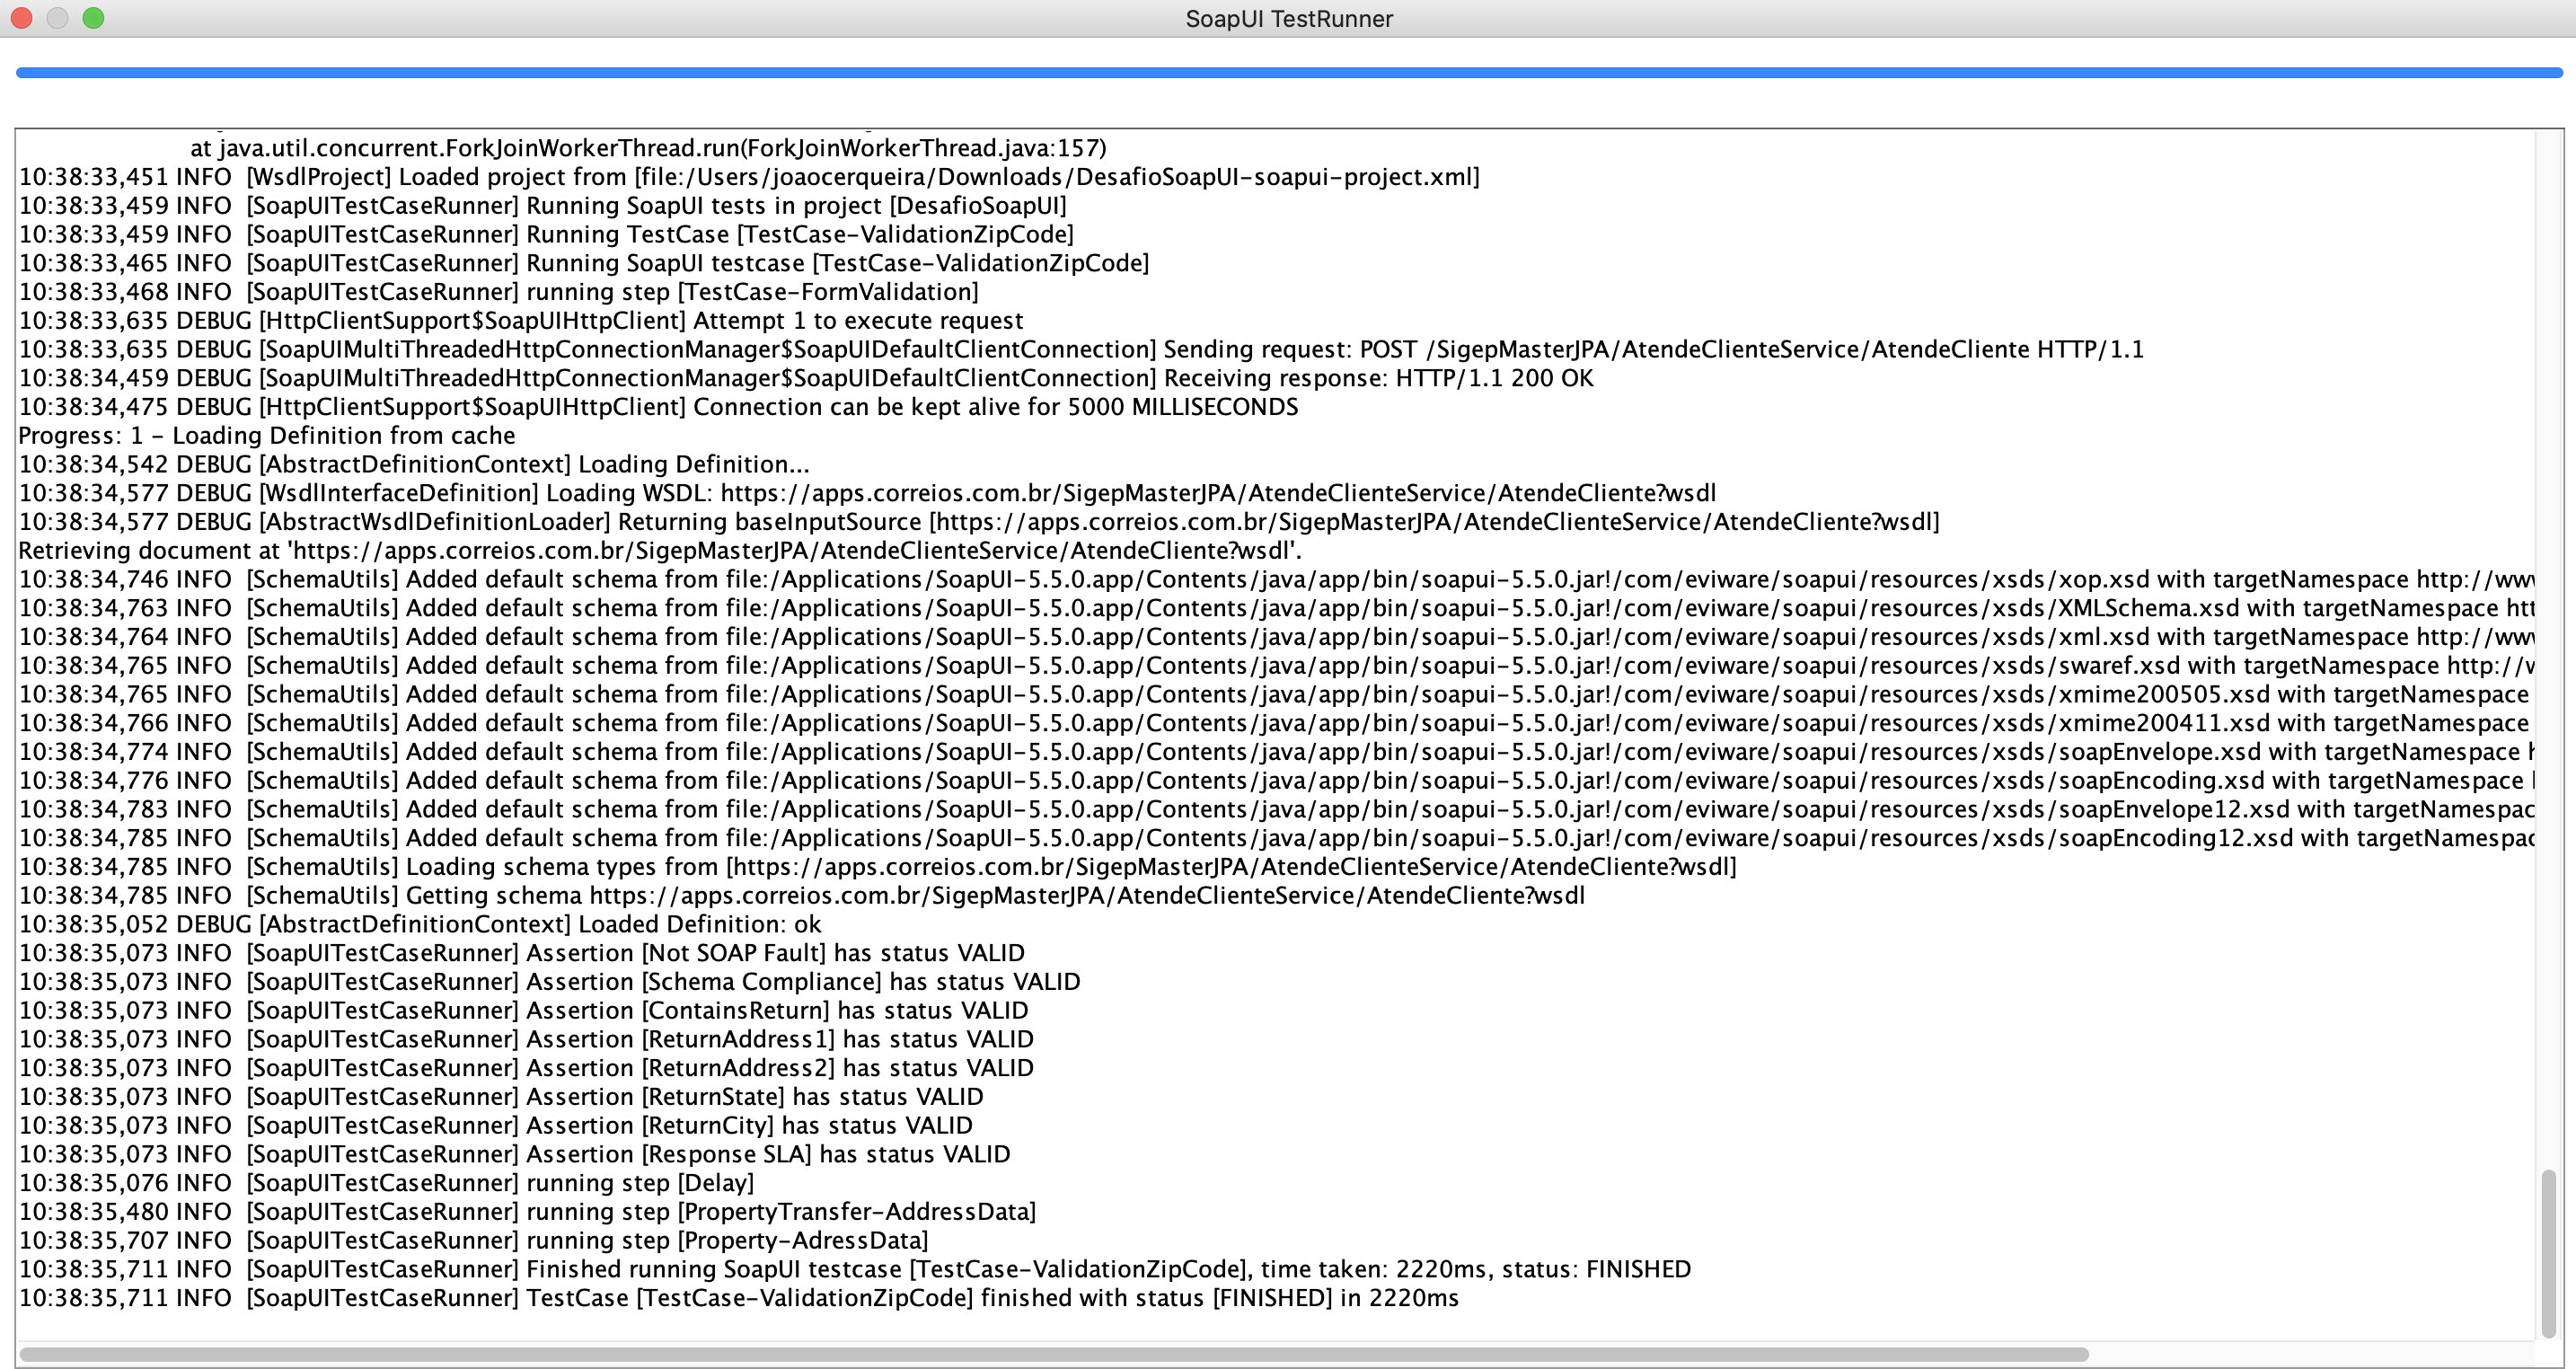 SoapUI TestRunner
at java.util.concurrent.ForkJoinWorkerThread.run(ForkJoinWorkerThread.java:157)
10:38:33,451 INFO  [WsdlProject] Loaded project from [file:/Users/joaocerqueira/Downloads/DesafioSoapUI-soapui-project.xml]
10:38:33,459 INFO  [SoapUITestCaseRunner] Running SoapUI tests in project [DesafioSoapUI]
10:38:33,459 INFO  [SoapUITestCaseRunner] Running TestCase [TestCase-ValidationZipCode]
10:38:33,465 INFO  [SoapUITestCaseRunner] Running SoapUI testcase [TestCase-ValidationZipCode]
10:38:33,468 INFO  [SoapUITestCaseRunner] running step [TestCase-FormValidation]
10:38:33,635 DEBUG [HttpClientSupport$SoapUIHttpClient] Attempt 1 to execute request
10:38:33,635 DEBUG [SoapUIMultiThreadedHttpConnectionManager$SoapUIDefaultClientConnection] Sending request: POST /SigepMasterJPA/AtendeClienteService/AtendeCliente HTTP/1.1
10:38:34,459 DEBUG [SoapUIMultiThreadedHttpConnectionManager$SoapUIDefaultClientConnection] Receiving response: HTTP/1.1 200 OK
10:38:34,475 DEBUG [HttpClientSupport$SoapUIHttpClient] Connection can be kept alive for 5000 MILLISECONDS
Progress: 1 - Loading Definition from cache
10:38:34,542 DEBUG [AbstractDefinitionContext] Loading Definition...
10:38:34,577 DEBUG [WsdlInterfaceDefinition] Loading WSDL: https://apps.correios.com.br/SigepMasterJPA/AtendeClienteService/AtendeCliente?wsdl
10:38:34,577 DEBUG [AbstractWsdlDefinitionLoader] Returning baseInputSource [https://apps.correios.com.br/SigepMasterJPA/AtendeClienteService/AtendeCliente?wsdl]
Retrieving document at 'https://apps.correios.com.br/SigepMasterJPA/AtendeClienteService/AtendeCliente?wsdl'.
10:38:34,746 INFO  [SchemaUtils] Added default schema from file:/Applications/SoapUI-5.5.0.app/Contents/java/app/bin/soapui-5.5.0.jar!/com/eviware/soapui/resources/xsds/xop.xsd with targetNamespace http://www
10:38:34,763 INFO  [SchemaUtils] Added default schema from file:/Applications/SoapUI-5.5.0.app/Contents/java/app/bin/soapui-5.5.0.jar!/com/eviware/soapui/resources/xsds/XMLSchema.xsd with targetNamespace htt
10:38:34,764 INFO  [SchemaUtils] Added default schema from file:/Applications/SoapUI-5.5.0.app/Contents/java/app/bin/soapui-5.5.0.jar!/com/eviware/soapui/resources/xsds/xml.xsd with targetNamespace http://www
10:38:34,765 INFO  [SchemaUtils] Added default schema from file:/Applications/SoapUI-5.5.0.app/Contents/java/app/bin/soapui-5.5.0.jar!/com/eviware/soapui/resources/xsds/swaref.xsd with targetNamespace http://w
10:38:34,765 INFO  [SchemaUtils] Added default schema from file:/Applications/SoapUI-5.5.0.app/Contents/java/app/bin/soapui-5.5.0.jar!/com/eviware/soapui/resources/xsds/xmime200505.xsd with targetNamespace
10:38:34,766 INFO  [SchemaUtils] Added default schema from file:/Applications/SoapUI-5.5.0.app/Contents/java/app/bin/soapui-5.5.0.jar!/com/eviware/soapui/resources/xsds/xmime200411.xsd with targetNamespace
10:38:34,774 INFO  [SchemaUtils] Added default schema from file:/Applications/SoapUI-5.5.0.app/Contents/java/app/bin/soapui-5.5.0.jar!/com/eviware/soapui/resources/xsds/soapEnvelope.xsd with targetNamespace h
10:38:34,776 INFO  [SchemaUtils] Added default schema from file:/Applications/SoapUI-5.5.0.app/Contents/java/app/bin/soapui-5.5.0.jar!/com/eviware/soapui/resources/xsds/soapEncoding.xsd with targetNamespace
10:38:34,783 INFO  [SchemaUtils] Added default schema from file:/Applications/SoapUI-5.5.0.app/Contents/java/app/bin/soapui-5.5.0.jar!/com/eviware/soapui/resources/xsds/soapEnvelope12.xsd with targetNamespac
10:38:34,785 INFO  [SchemaUtils] Added default schema from file:/Applications/SoapUI-5.5.0.app/Contents/java/app/bin/soapui-5.5.0.jar!/com/eviware/soapui/resources/xsds/soapEncoding12.xsd with targetNamespac
10:38:34,785 INFO  [SchemaUtils] Loading schema types from [https://apps.correios.com.br/SigepMasterJPA/AtendeClienteService/AtendeCliente?wsdl]
10:38:34,785 INFO  [SchemaUtils] Getting schema https://apps.correios.com.br/SigepMasterJPA/AtendeClienteService/AtendeCliente?wsdl
10:38:35,052 DEBUG [AbstractDefinitionContext] Loaded Definition: ok
10:38:35,073 INFO  [SoapUITestCaseRunner] Assertion [Not SOAP Fault] has status VALID
10:38:35,073 INFO  [SoapUITestCaseRunner] Assertion [Schema Compliance] has status VALID
10:38:35,073 INFO  [SoapUITestCaseRunner] Assertion [ContainsReturn] has status VALID
10:38:35,073 INFO  [SoapUITestCaseRunner] Assertion [ReturnAddress1] has status VALID
10:38:35,073 INFO  [SoapUITestCaseRunner] Assertion [ReturnAddress2] has status VALID
10:38:35,073 INFO  [SoapUITestCaseRunner] Assertion [ReturnState] has status VALID
10:38:35,073 INFO  [SoapUITestCaseRunner] Assertion [ReturnCity] has status VALID
10:38:35,073 INFO  [SoapUITestCaseRunner] Assertion [Response SLA] has status VALID
10:38:35,076 INFO  [SoapUITestCaseRunner] running step [Delay]
10:38:35,480 INFO  [SoapUITestCaseRunner] running step [PropertyTransfer-AddressData]
10:38:35,707 INFO  [SoapUITestCaseRunner] running step [Property-AdressData]
10:38:35,711 INFO  [SoapUITestCaseRunner] Finished running SoapUI testcase [TestCase-ValidationZipCode], time taken: 2220ms, status: FINISHED
10:38:35,711 INFO  [SoapUITestCaseRunner] TestCase [TestCase-ValidationZipCode] finished with status [FINISHED] in 2220ms